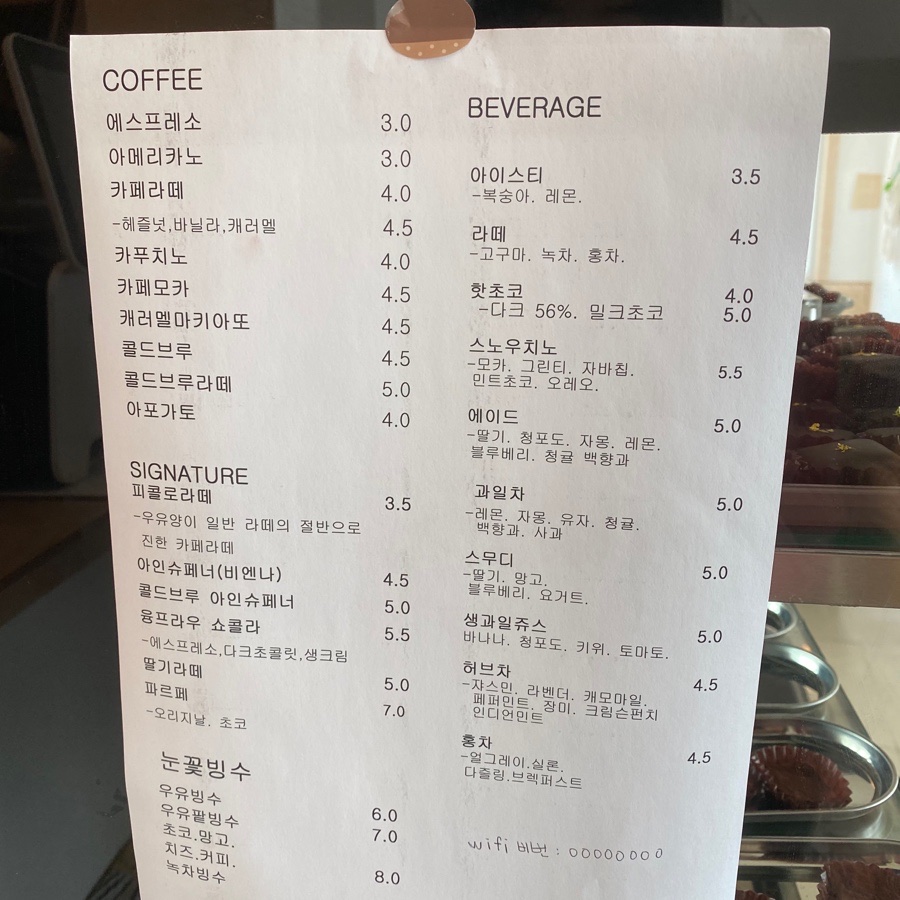 COFFEE
에스프레소 3.0
아메리카노 3.0
카페라떼 4.0
-헤즐넛,바닐라,캐러멜 4.5
카푸치노 4.0
카페모카 4.5
캐러멜마키아또 4.5
콜드브루 4.5
콜드브루라떼 5.0
아포가토 4.0
SIGNATURE
피콜로라떼 3.5
-우유양이 일반 라떼의 절반으로
진한 카페라떼
아인슈페너(비엔나) 4.5
콜드브루 아인슈페너 5.0
융프라우 쇼콜라 5.5
-에스프레소,다크초콜릿,생크림
딸기라떼 5.0
파르페 7.0
-오리지날. 초코
눈꽃빙수
우유빙수 6.0
우유팥빙수 7.0
초코.망고.
치즈.커피.
녹차빙수 8.0
BEVERAGE
아이스티 3.5
-복숭아. 레몬.
라떼 4.5
-고구마. 녹차. 홍차.
핫초코 4.0
-다크 56%. 밀크초코 5.0
스노우치노
-모카. 그린티. 자바칩. 5.5
민트초코. 오레오.
에이드 5.0
-딸기. 청포도. 자몽. 레몬.
블루베리. 청귤 백향과
과일차 5.0
-레몬. 자몽. 유자. 청귤.
백향과. 사과
스무디 5.0
-딸기. 망고.
블루베리. 요거트.
생과일쥬스 5.0
바나나. 청포도. 키위. 토마토.
허브차 4.5
-쟈스민. 라벤더. 캐모마일.
페퍼민트. 장미. 크림슨펀치
인디언민트
홍차 4.5
-얼그레이.실론.
다즐링.브렉퍼스트
wifi 비번 : 00000000